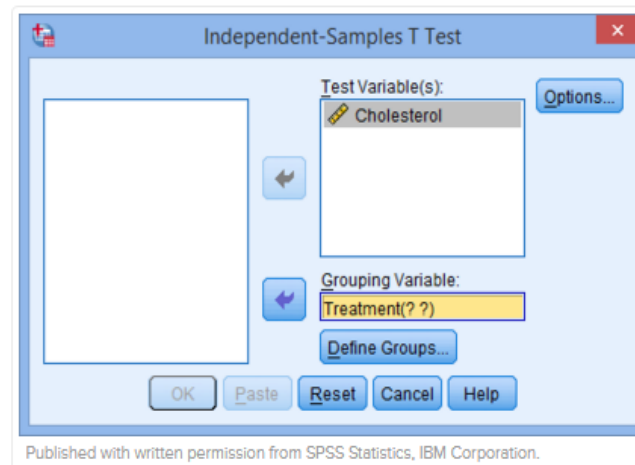 Independent-Samples T Test
x
Test Variable(s):
Cholesterol
Options...
Grouping Variable:
Treatment(? ?)
Define Groups...
OK Paste Reset Cancel Help
Published with written permission from SPSS Statistics, IBM Corporation.